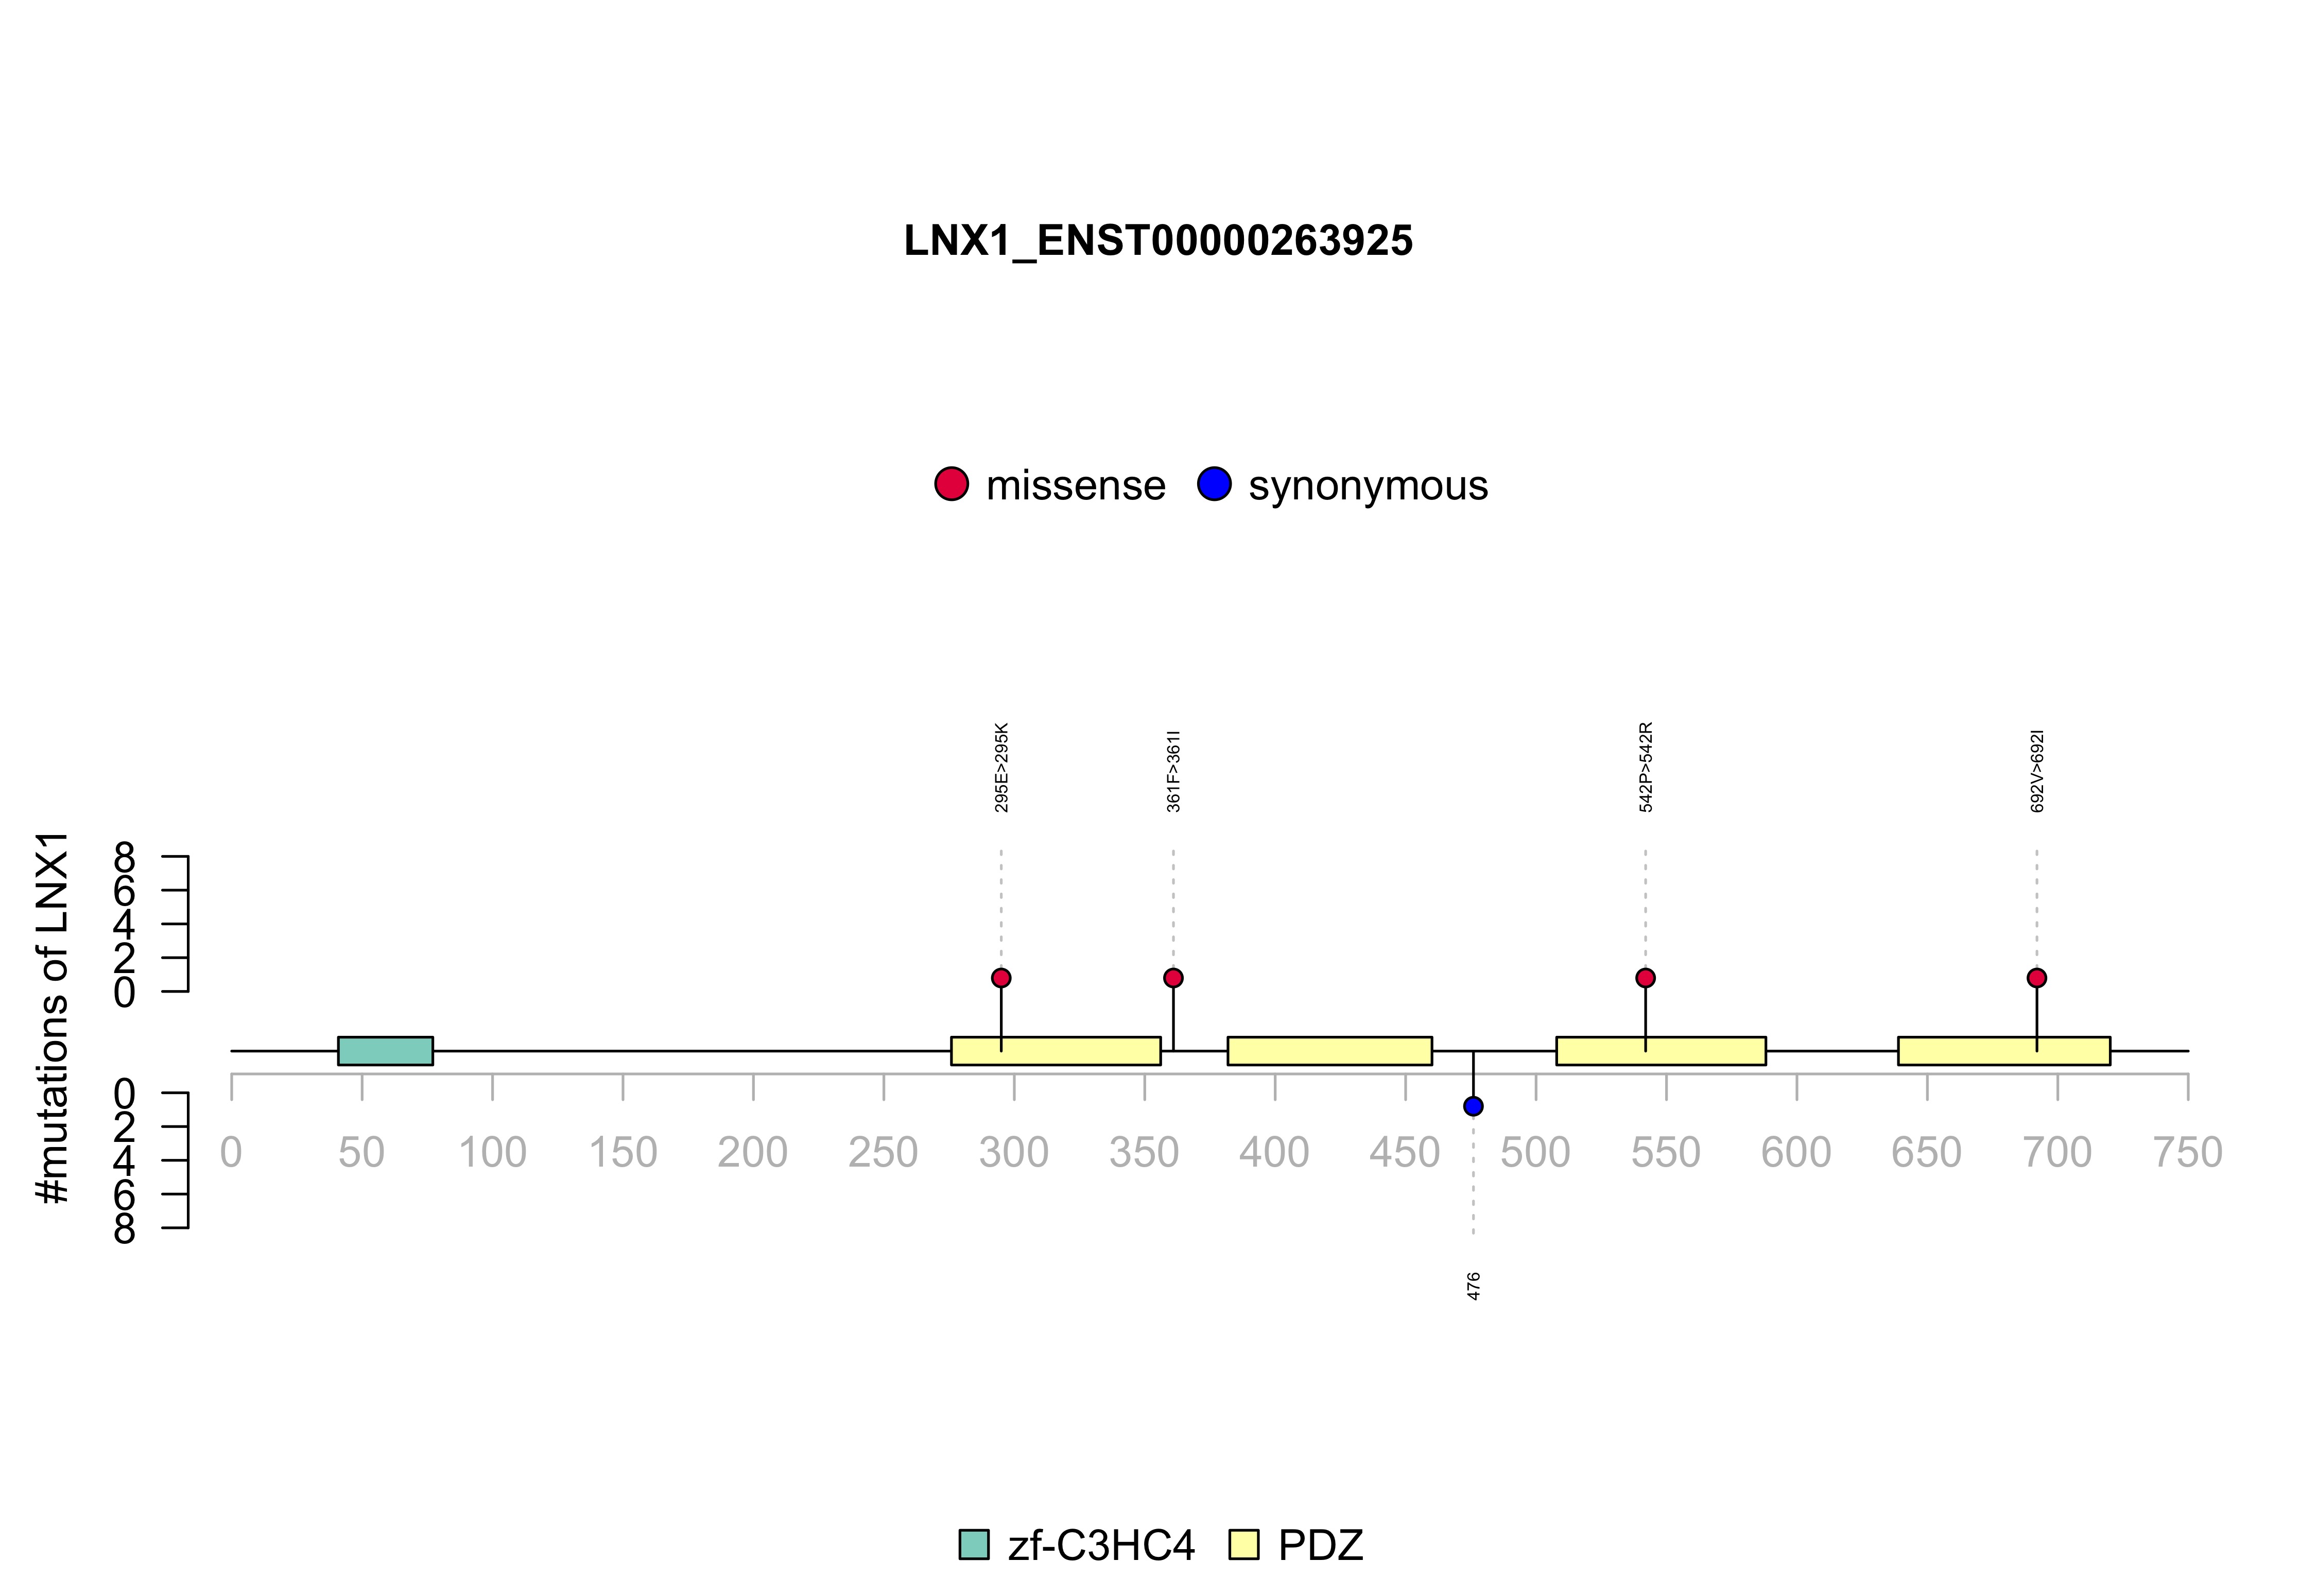 LNX1_ENST00000263925
missense synonymous
295E>295K
361F>361I
542P>542R
692V>692I
#mutations of LNX1
8
6
4
2
0
0
2
4
6
8
0 50 100 150 200 250 300 350 400 450 500 550 600 650 700 750
476
zf-C3HC4 PDZ